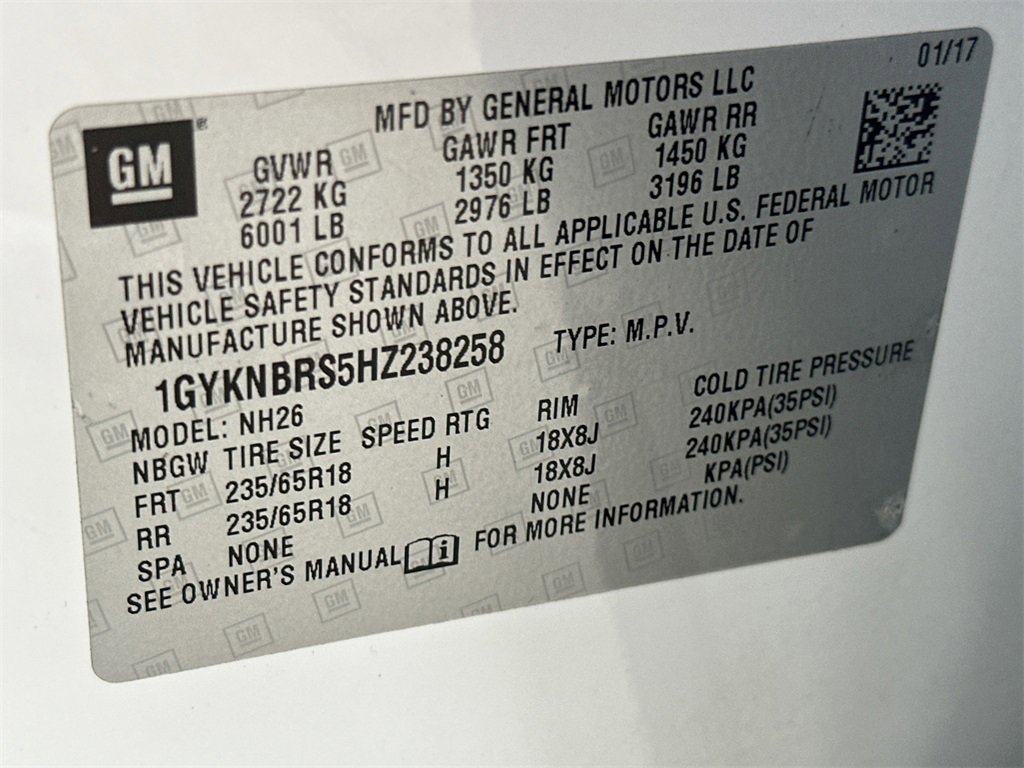 01/17
MFD BY GENERAL MOTORS LLC
GM
GVWR GAWR FRT GAWR RR
2722 KG 1350 KG 1450 KG
6001 LB 2976 LB 3196 LB
THIS VEHICLE CONFORMS TO ALL APPLICABLE U.S. FEDERAL MOTOR
VEHICLE SAFETY STANDARDS IN EFFECT ON THE DATE OF
MANUFACTURE SHOWN ABOVE.
1GYKNBRS5HZ238258 TYPE: M.P.V.
MODEL: NH26
NBGW TIRE SIZE SPEED RTG RIM COLD TIRE PRESSURE
FRT 235/65R18 H 18X8J 240KPA(35PSI)
RR 235/65R18 H 18X8J 240KPA(35PSI)
SPA NONE NONE KPA(PSI)
SEE OWNER'S MANUAL FOR MORE INFORMATION.